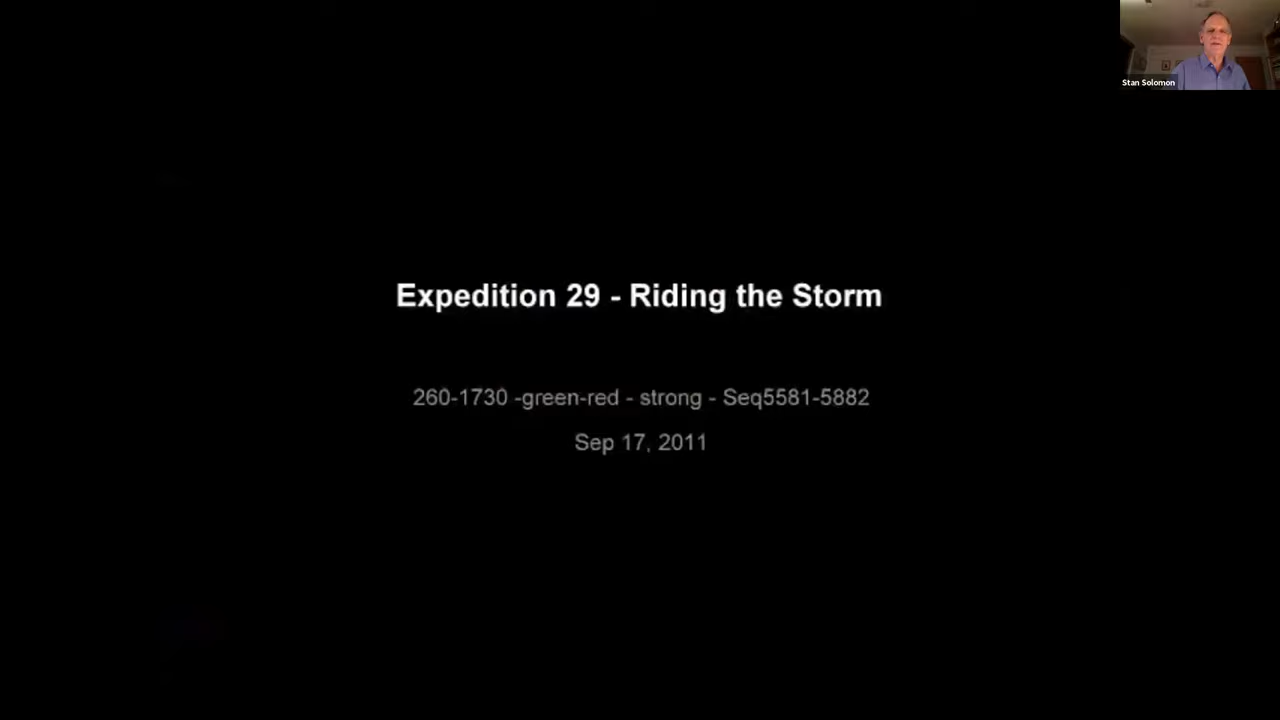 Stan Solomon
Expedition 29 - Riding the Storm
260-1730 -green-red - strong - Seq5581-5882
Sep 17, 2011